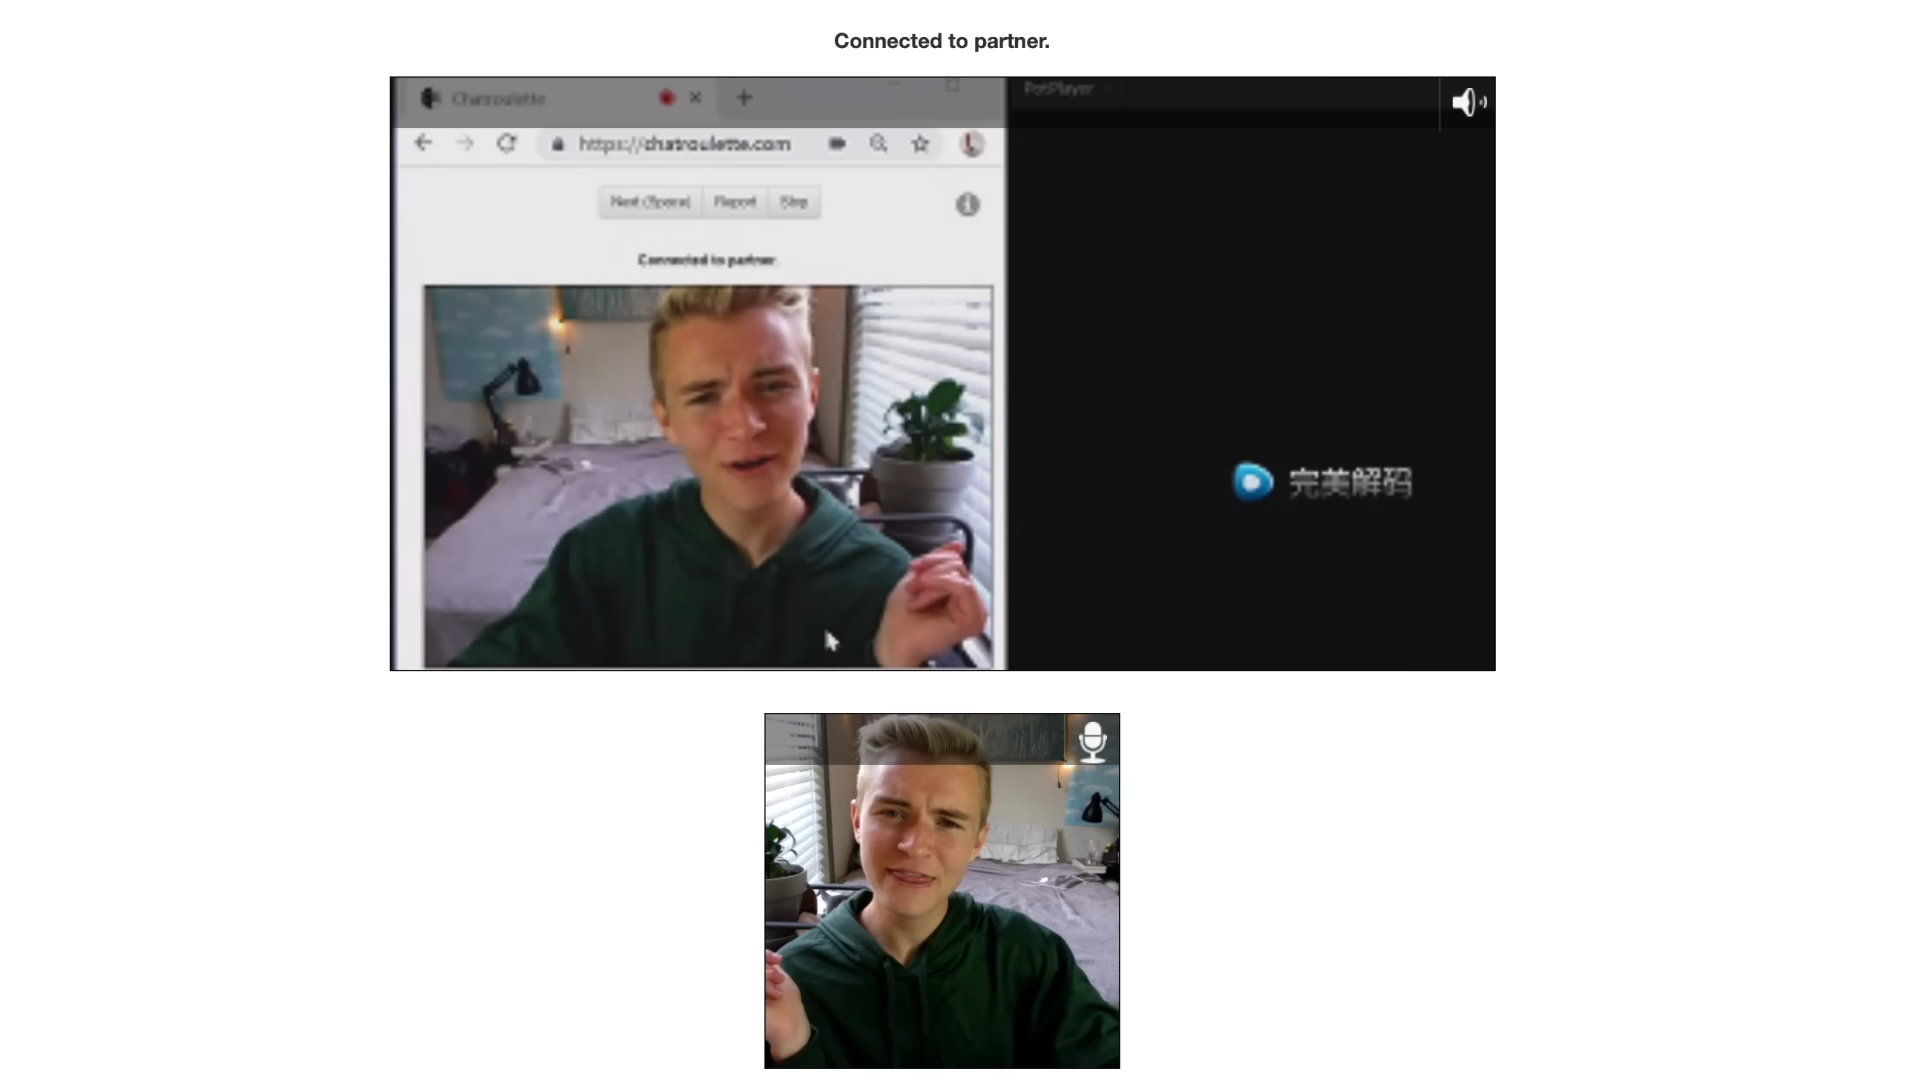 Connected to partner.
Chatroulette
PotPlayer
https://chatroulette.com
Next (Space) Report Stop
Connected to partner.
完美解码